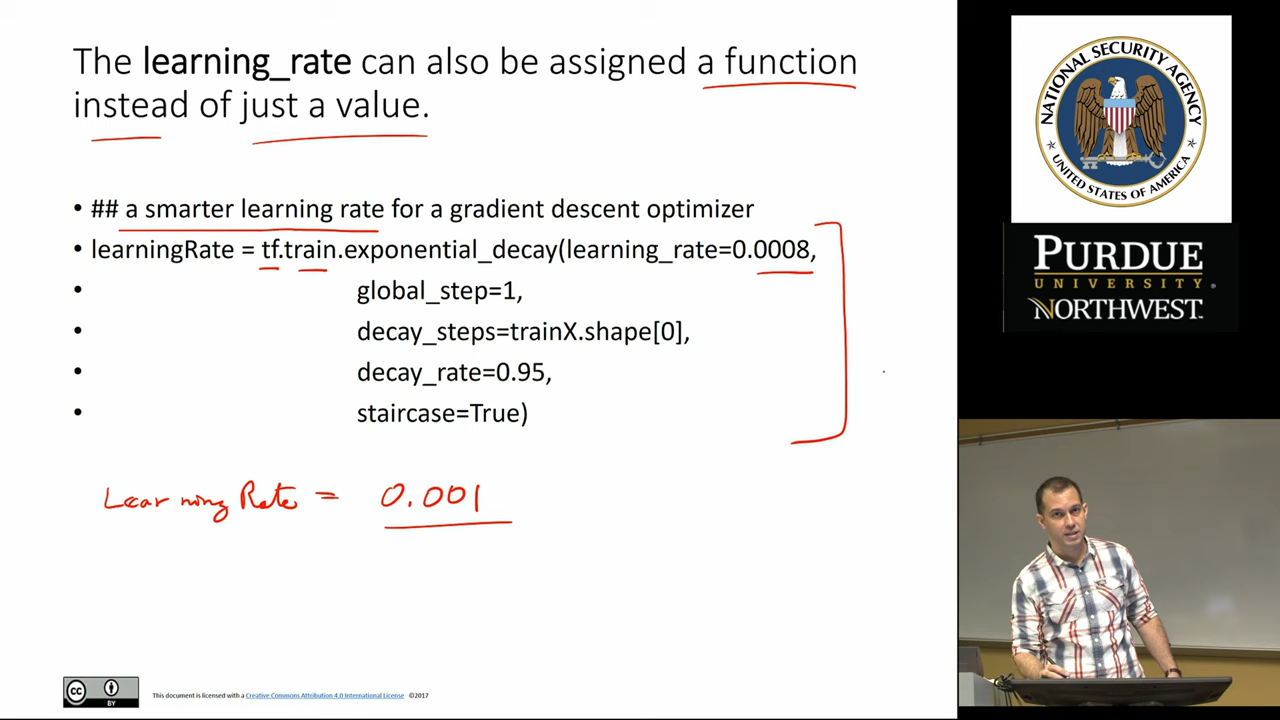 The learning_rate can also be assigned a function
instead of just a value.
• ## a smarter learning rate for a gradient descent optimizer
• learningRate = tf.train.exponential_decay(learning_rate=0.0008,
• global_step=1,
• decay_steps=trainX.shape[0],
• decay_rate=0.95,
• staircase=True)
Learning Rate = 0.001
cc BY
This document is licensed with a Creative Commons Attribution 4.0 International License ©2017
NATIONAL SECURITY AGENCY
UNITED STATES OF AMERICA
PURDUE
UNIVERSITY
NORTHWEST